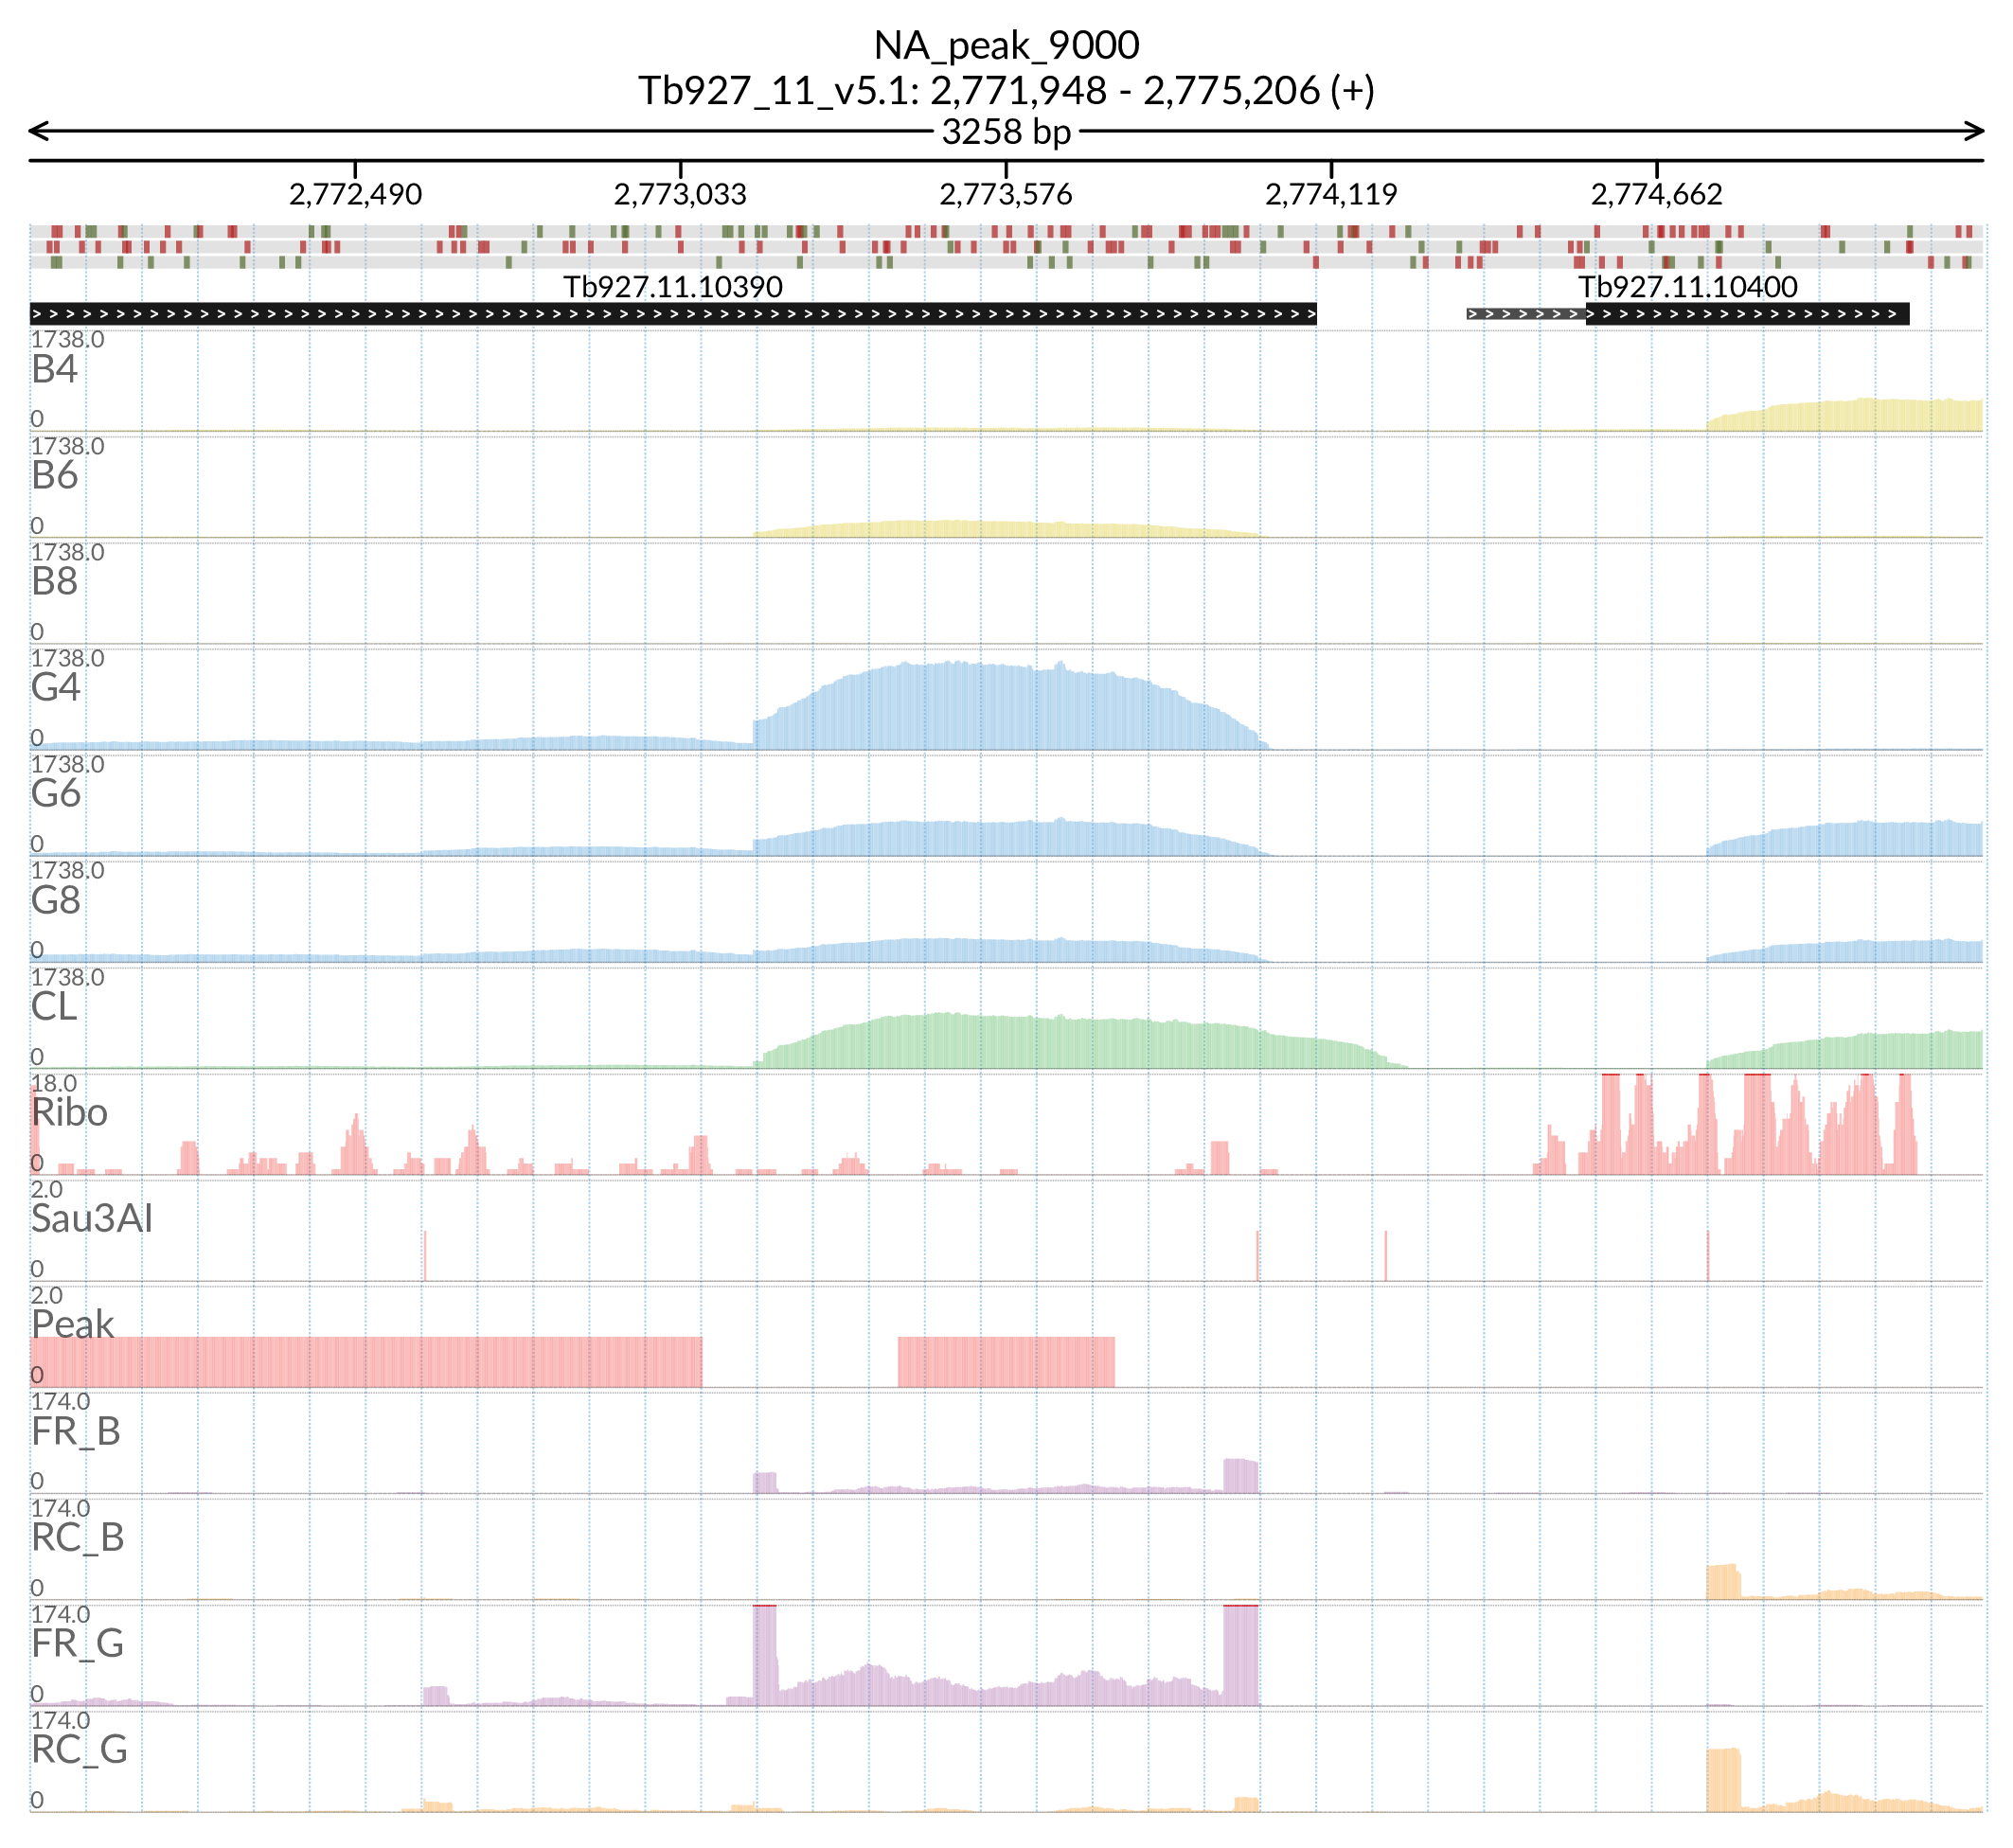 NA_peak_9000
Tb927_11_v5.1: 2,771,948 - 2,775,206 (+)
3258 bp
2,772,490 2,773,033 2,773,576 2,774,119 2,774,662
Tb927.11.10390 Tb927.11.10400
1738.0
B4
0
1738.0
B6
0
1738.0
B8
0
1738.0
G4
0
1738.0
G6
0
1738.0
G8
0
1738.0
CL
0
18.0
Ribo
0
2.0
Sau3AI
0
2.0
Peak
0
174.0
FR_B
0
174.0
RC_B
0
174.0
FR_G
0
174.0
RC_G
0